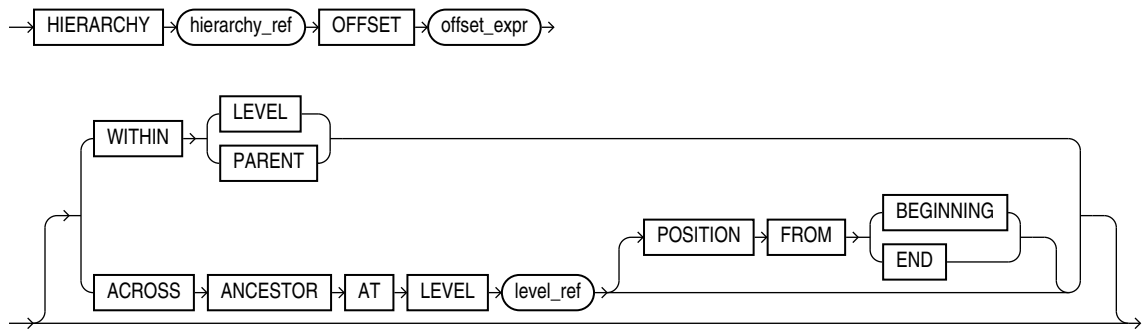 HIERARCHY hierarchy_ref OFFSET offset_expr
LEVEL
WITHIN
PARENT
BEGINNING
POSITION FROM
END
ACROSS ANCESTOR AT LEVEL level_ref